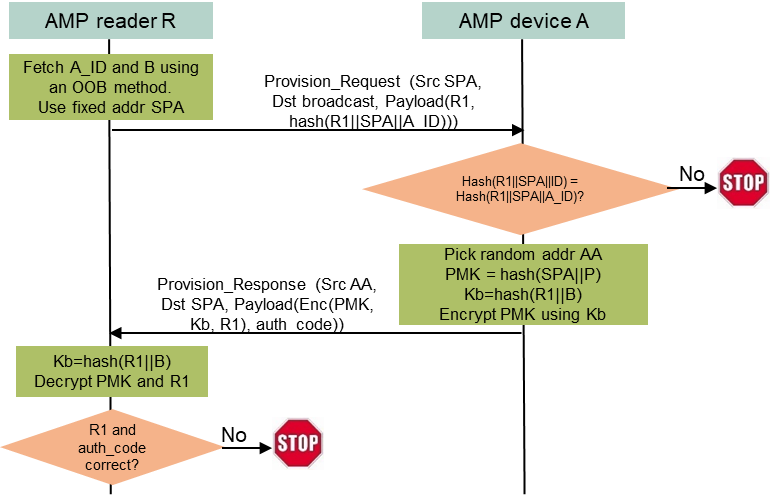 AMP reader R
AMP device A
Fetch A_ID and B using
an OOB method.
Use fixed addr SPA
Provision_Request (Src SPA,
Dst broadcast, Payload(R1,
hash(R1||SPA||A_ID)))
Hash(R1||SPA||ID) =
Hash(R1||SPA||A_ID)?
No
STOP
Pick random addr AA
PMK = hash(SPA||P)
Kb=hash(R1||B)
Encrypt PMK using Kb
Provision_Response (Src AA,
Dst SPA, Payload(Enc(PMK,
Kb, R1), auth_code))
Kb=hash(R1||B)
Decrypt PMK and R1
R1 and
auth_code
correct?
No
STOP